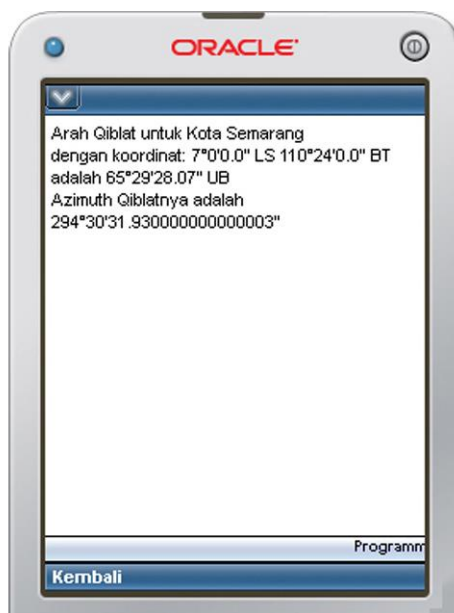 ORACLE
Arah Qiblat untuk Kota Semarang
dengan koordinat: 7°0'0.0" LS 110°24'0.0" BT
adalah 65°29'28.07" UB
Azimuth Qiblatnya adalah
294°30'31.930000000000003"
Programm
Kembali